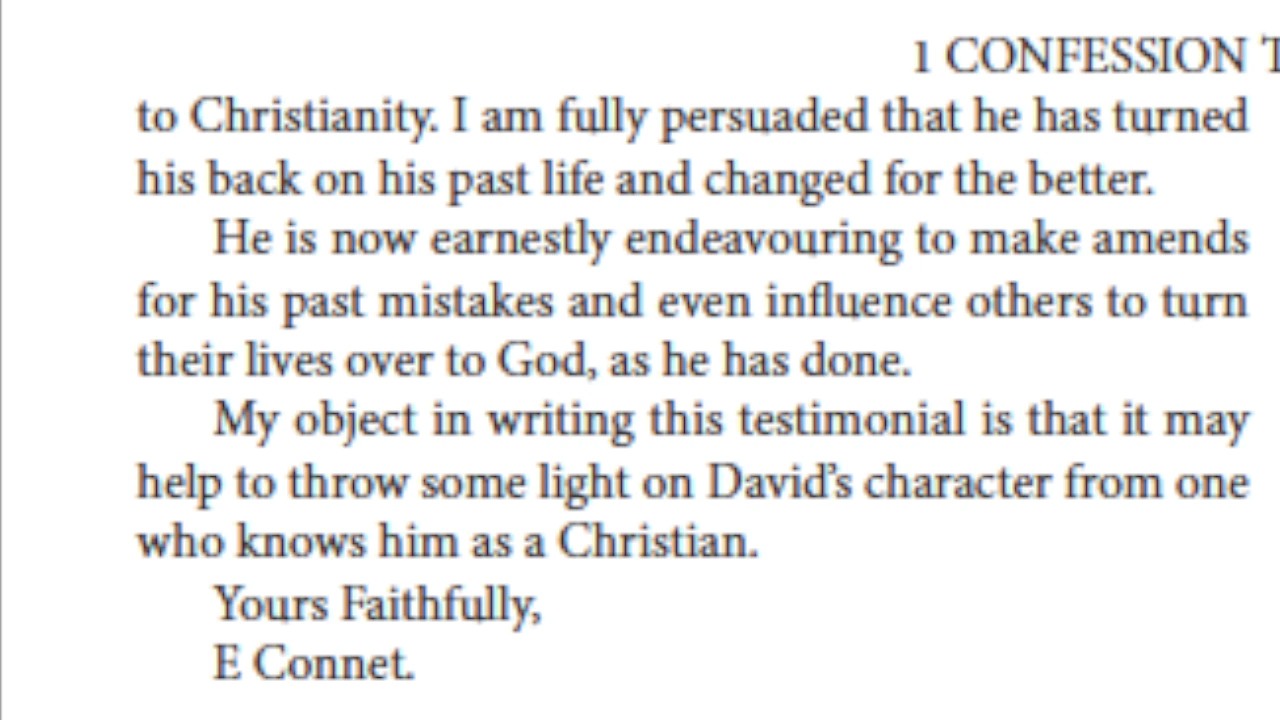 1 CONFESSION T
to Christianity. I am fully persuaded that he has turned
his back on his past life and changed for the better.
He is now earnestly endeavouring to make amends
for his past mistakes and even influence others to turn
their lives over to God, as he has done.
My object in writing this testimonial is that it may
help to throw some light on David’s character from one
who knows him as a Christian.
Yours Faithfully,
E Connet.